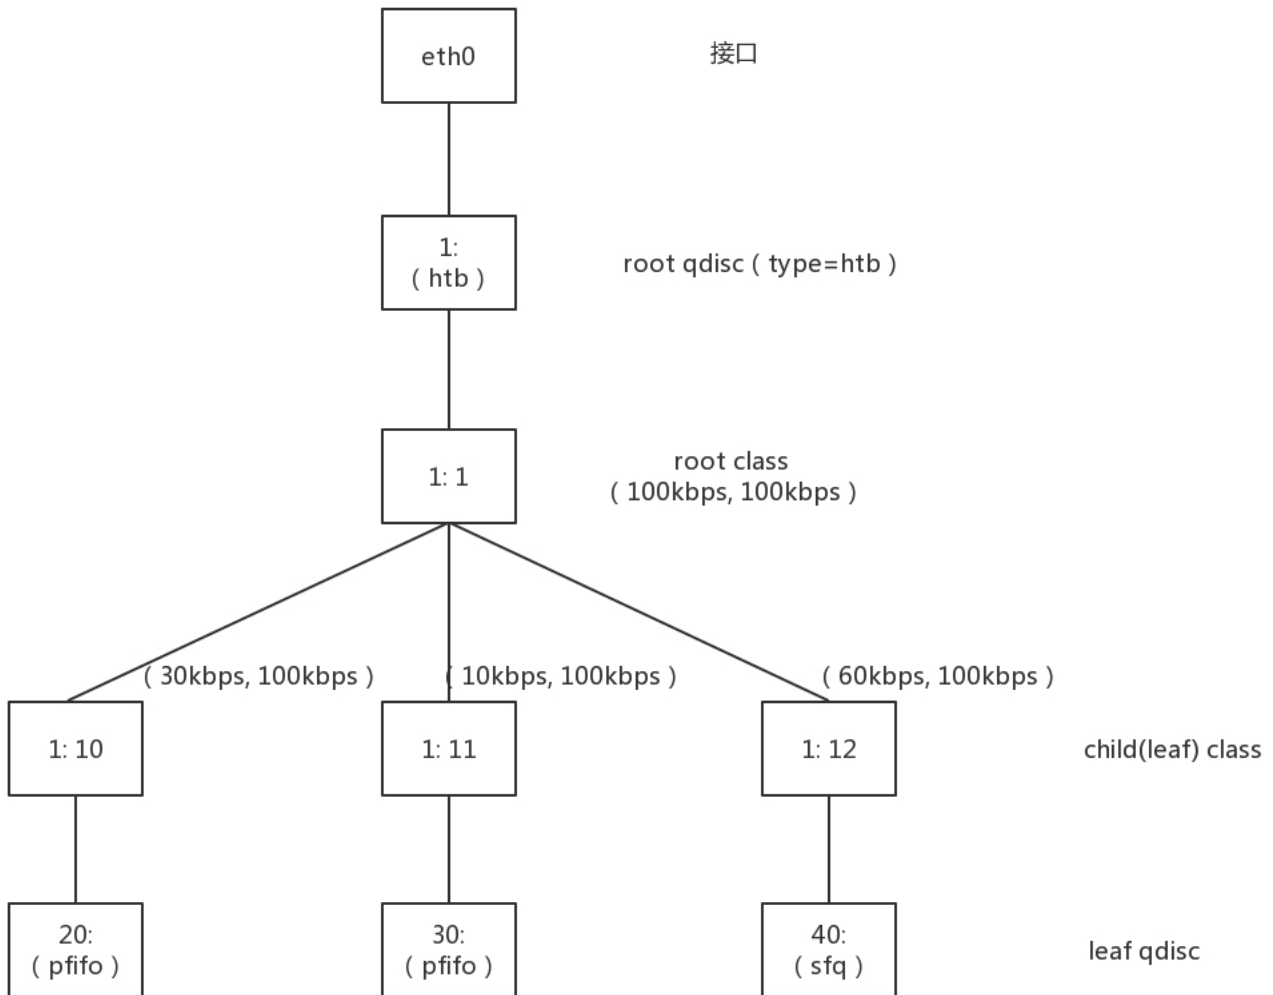 eth0
接口
1:
( htb )
root qdisc ( type=htb )
1: 1
root class
( 100kbps, 100kbps )
( 30kbps, 100kbps )
( 10kbps, 100kbps )
( 60kbps, 100kbps )
1: 10
1: 11
1: 12
child(leaf) class
20:
( pfifo )
30:
( pfifo )
40:
( sfq )
leaf qdisc